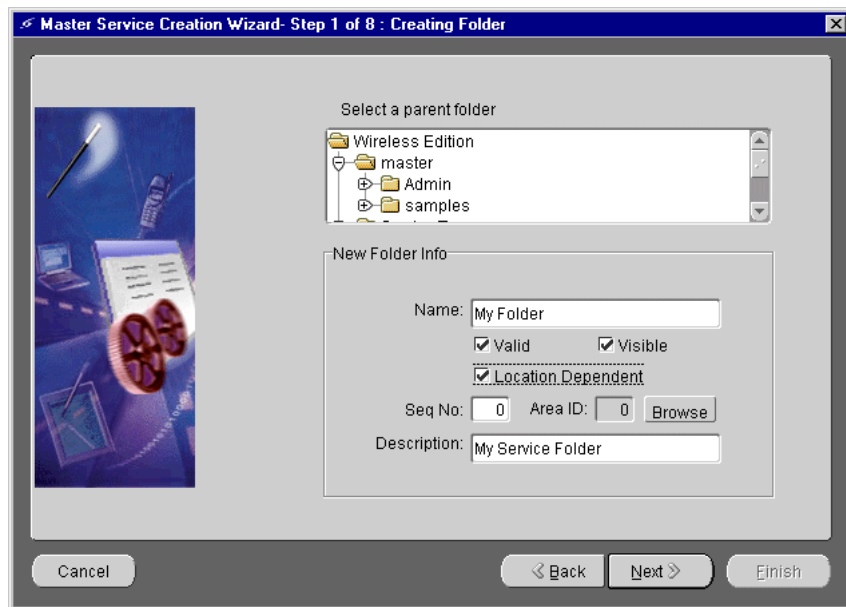 Master Service Creation Wizard- Step 1 of 8 : Creating Folder
Select a parent folder
Wireless Edition
master
Admin
samples
New Folder Info
Name: My Folder
Valid Visible
Location Dependent
Seq No: 0 Area ID: 0 Browse
Description: My Service Folder
Cancel Back Next Finish